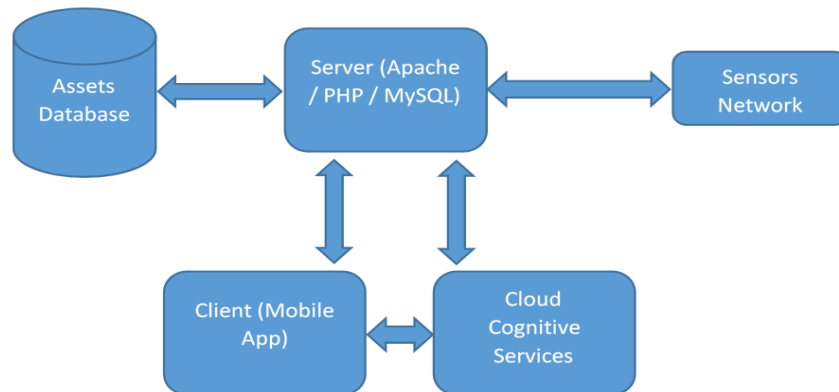 Assets
Database
Server (Apache
/ PHP / MySQL)
Sensors
Network
Client (Mobile
App)
Cloud
Cognitive
Services